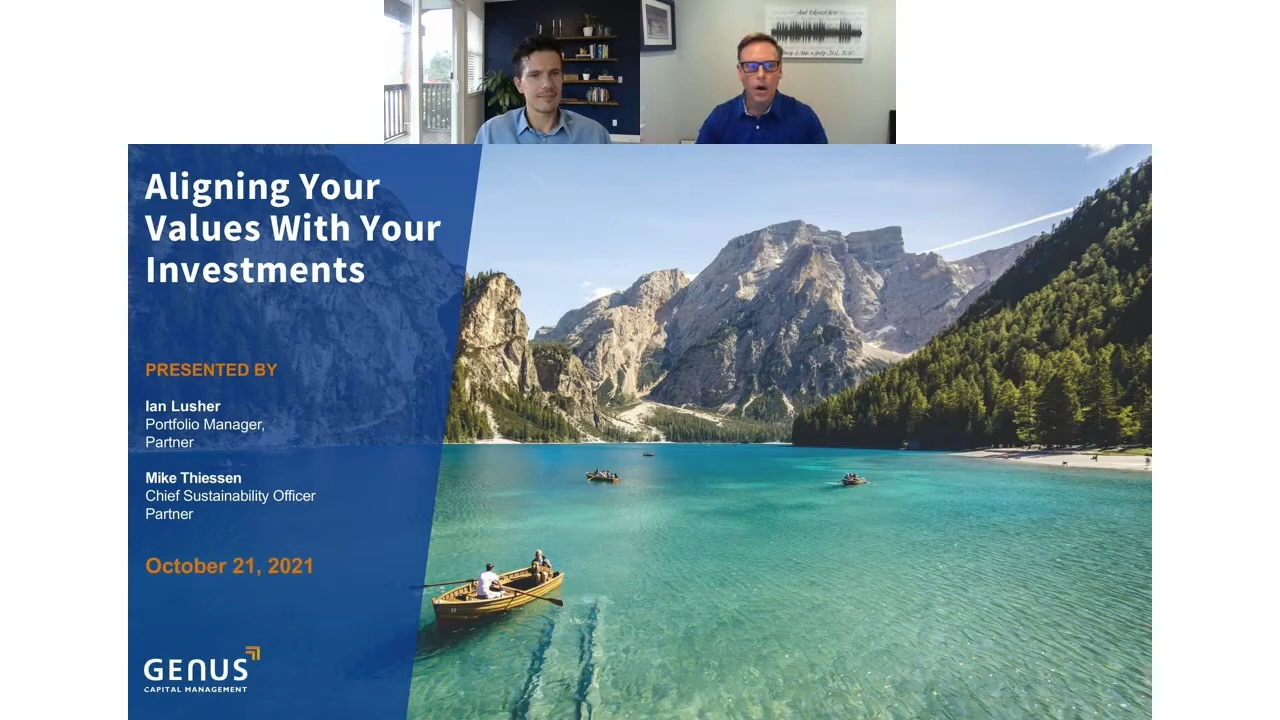 Aligning Your
Values With Your
Investments
PRESENTED BY
Ian Lusher
Portfolio Manager,
Partner
Mike Thiessen
Chief Sustainability Officer
Partner
October 21, 2021
GENUS
CAPITAL MANAGEMENT